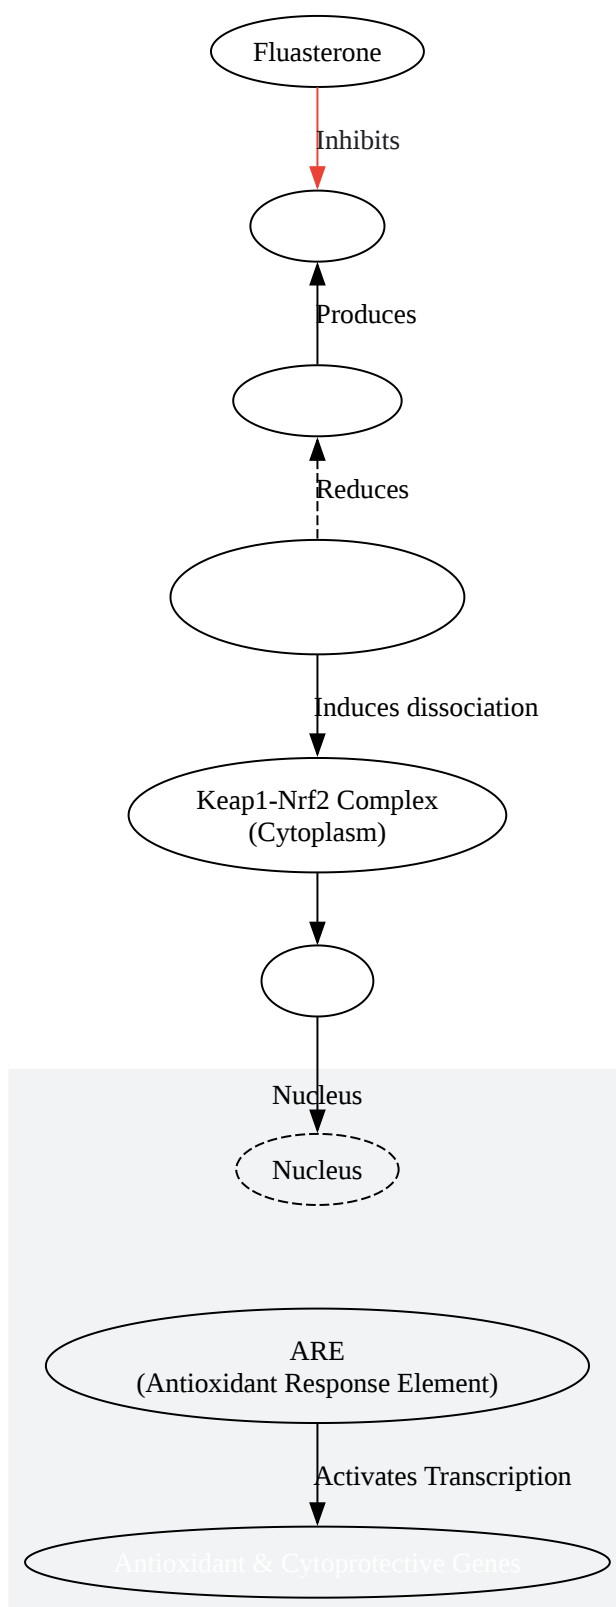 Fluasterone
Inhibits
Produces
Reduces
Induces dissociation
Keap1-Nrf2 Complex
(Cytoplasm)
Nucleus
Nucleus
ARE
(Antioxidant Response Element)
Activates Transcription
Antioxidant & Cytoprotective Genes